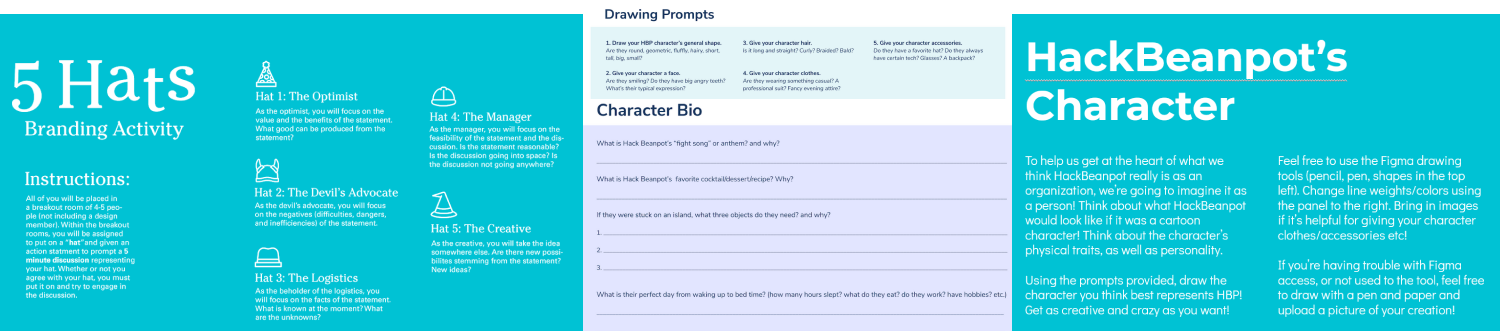 5 Hats
Branding Activity
Instructions:
All of you will be placed in
a breakout room of 4-5 peo-
ple (not including a design
member). Within the breakout
rooms, you will be assigned
to put on a "hat"and given an
action statment to prompt a 5
minute discussion representing
your hat. Whether or not you
agree with your hat, you must
put it on and try to engage in
the discussion.
Hat 1: The Optimist
As the optimist, you will focus on the
value and the benefits of the statement.
What good can be produced from the
statement?
Hat 2: The Devil's Advocate
As the devil's advocate, you will focus
on the negatives (difficulties, dangers,
and inefficiencies) of the statement.
Hat 3: The Logistics
As the beholder of the logistics, you
will focus on the facts of the statement.
What is known at the moment? What
are the unknowns?
Hat 4: The Manager
As the manager, you will focus on the
feasibility of the statement and the dis-
cussion. Is the statement reasonable?
Is the discussion going into space? Is
the discussion not going anywhere?
Hat 5: The Creative
As the creative, you will take the idea
somewhere else. Are there new possi-
bilites stemming from the statement?
New ideas?
Drawing Prompts
1. Draw your HBP character's general shape.
Are they round, geometric, fluffly, hairy, short,
tall, big, small?
2. Give your character a face.
Are they smiling? Do they have big angry teeth?
What's their typical expression?
3. Give your character hair.
Is it long and straight? Curly? Braided? Bald?
4. Give your character clothes.
Are they wearing something casual? A
professional suit? Fancy evening attire?
5. Give your character accessories.
Do they have a favorite hat? Do they always
have certain tech? Glasses? A backpack?
Character Bio
What is Hack Beanpot's "fight song" or anthem? and why?
What is Hack Beanpot's favorite cocktail/dessert/recipe? Why?
If they were stuck on an island, what three objects do they need? and why?
1.
2.
3.
What is their perfect day from waking up to bed time? (how many hours slept? what do they eat? do they work? have hobbies? etc.)
HackBeanpot's
Character
To help us get at the heart of what we
think HackBeanpot really is as an
organization, we're going to imagine it as
a person! Think about what HackBeanpot
would look like if it was a cartoon
character! Think about the character's
physical traits, as well as personality.
Using the prompts provided, draw the
character you think best represents HBP!
Get as creative and crazy as you want!
Feel free to use the Figma drawing
tools (pencil, pen, shapes in the top
left). Change line weights/colors using
the panel to the right. Bring in images
if it's helpful for giving your character
clothes/accessories etc!
If you're having trouble with Figma
access, or not used to the tool, feel free
to draw with a pen and paper and
upload a picture of your creation!